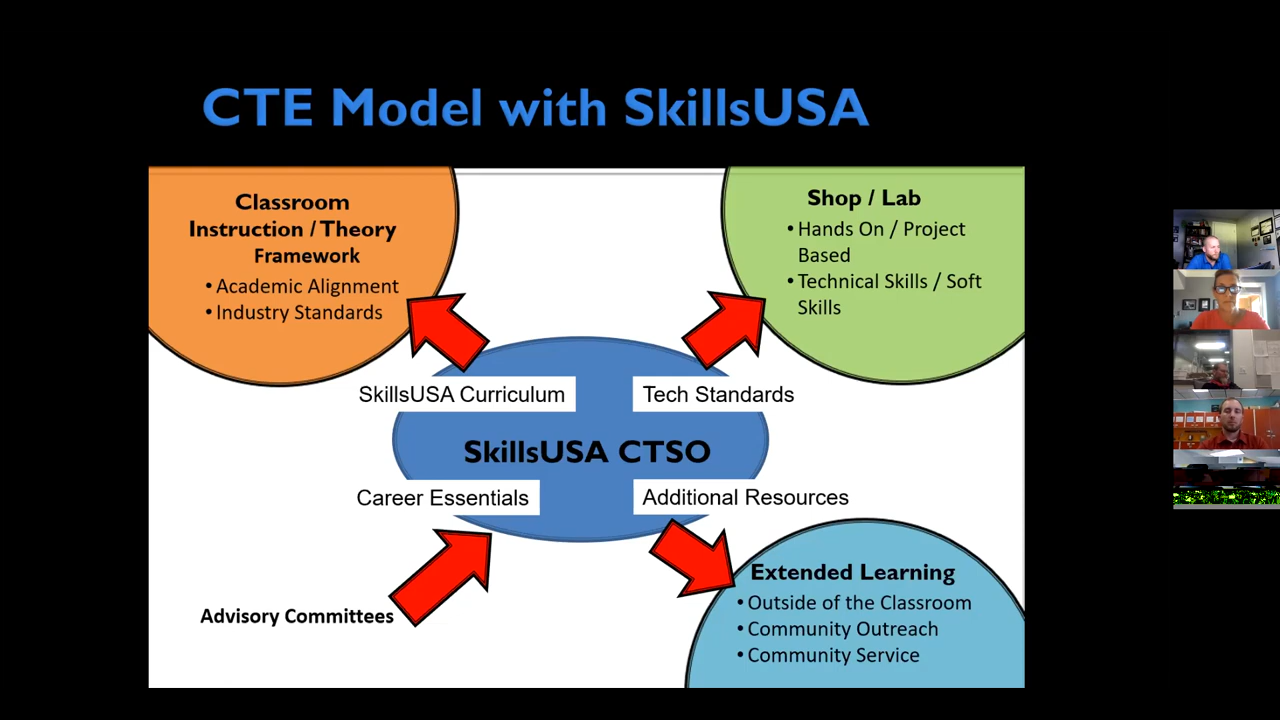 CTE Model with SkillsUSA
Classroom
Instruction / Theory
Framework
• Academic Alignment
• Industry Standards
Shop / Lab
• Hands On / Project
Based
• Technical Skills / Soft
Skills
SkillsUSA Curriculum
Tech Standards
SkillsUSA CTSO
Career Essentials
Additional Resources
Advisory Committees
Extended Learning
• Outside of the Classroom
• Community Outreach
• Community Service